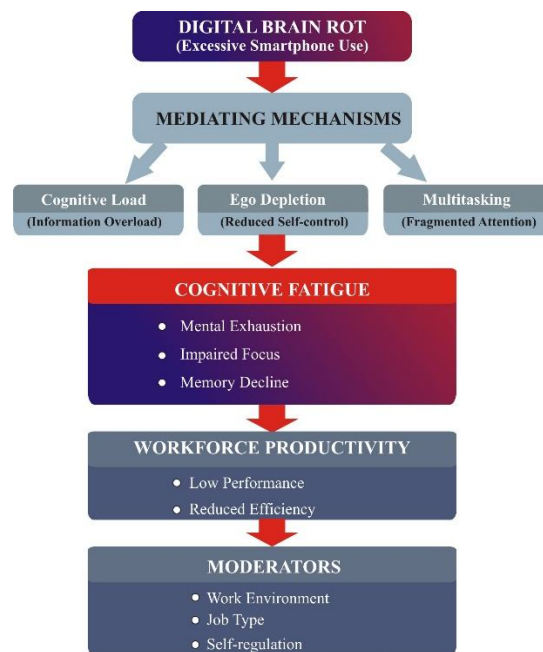 DIGITAL BRAIN ROT
(Excessive Smartphone Use)
MEDIATING MECHANISMS
Cognitive Load
(Information Overload)
Ego Depletion
(Reduced Self-control)
Multitasking
(Fragmented Attention)
COGNITIVE FATIGUE
• Mental Exhaustion
• Impaired Focus
• Memory Decline
WORKFORCE PRODUCTIVITY
• Low Performance
• Reduced Efficiency
MODERATORS
• Work Environment
• Job Type
• Self-regulation